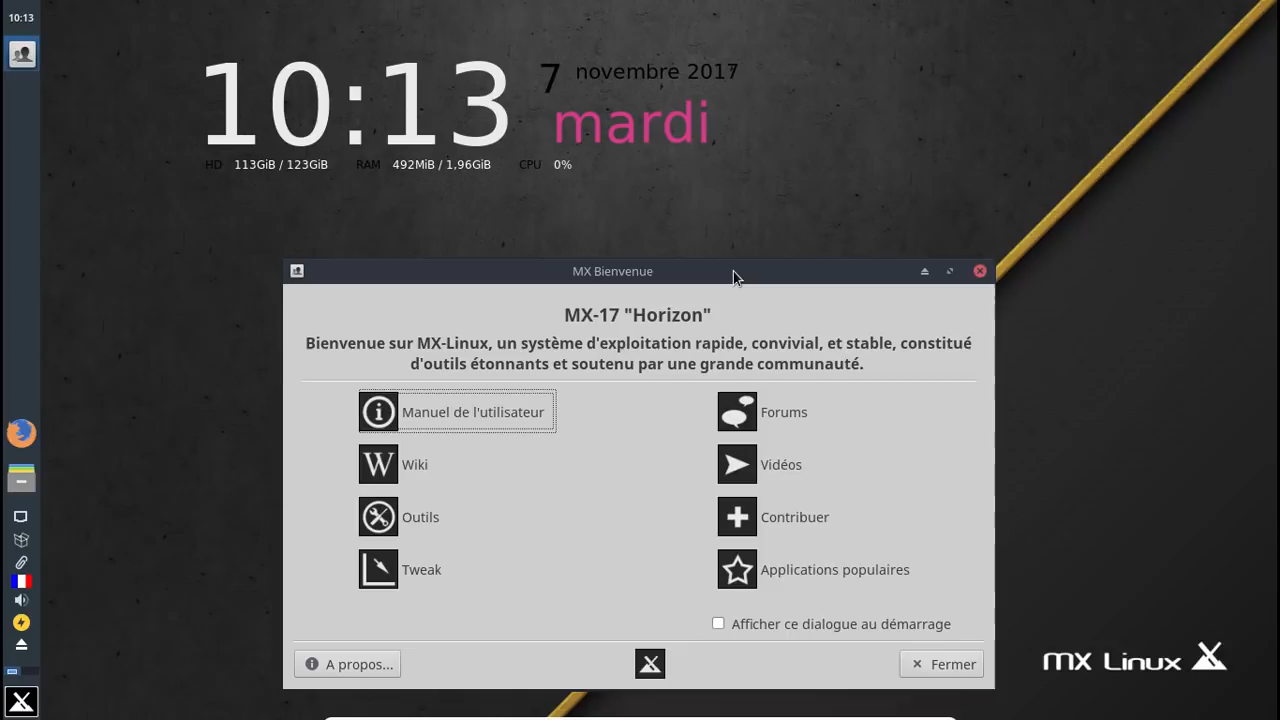 10:13
10:13
7 novembre 2017
mardi
HD 113GiB / 123GiB RAM 492MiB / 1,96GiB CPU 0%
MX Bienvenue
MX-17 "Horizon"
Bienvenue sur MX-Linux, un système d'exploitation rapide, convivial, et stable, constitué
d'outils étonnants et soutenu par une grande communauté.
Manuel de l'utilisateur
Forums
W Wiki
Vidéos
Outils
Contribuer
Tweak
Applications populaires
Afficher ce dialogue au démarrage
A propos...
Fermer
MX Linux